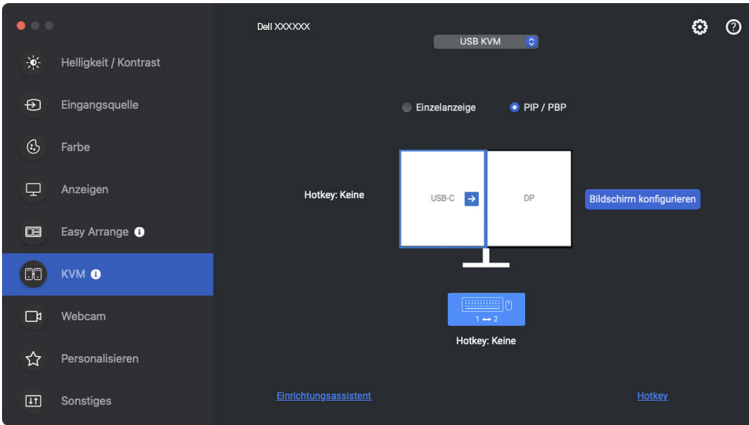 Dell XXXXXX
USB KVM
Helligkeit / Kontrast
Eingangsquelle
Farbe
Anzeigen
Easy Arrange
KVM
Webcam
Personalisieren
Sonstiges
Einzelanzeige
PIP / PBP
Hotkey: Keine
USB-C
DP
Bildschirm konfigurieren
1 ↔ 2
Hotkey: Keine
Einrichtungsassistent
Hotkey